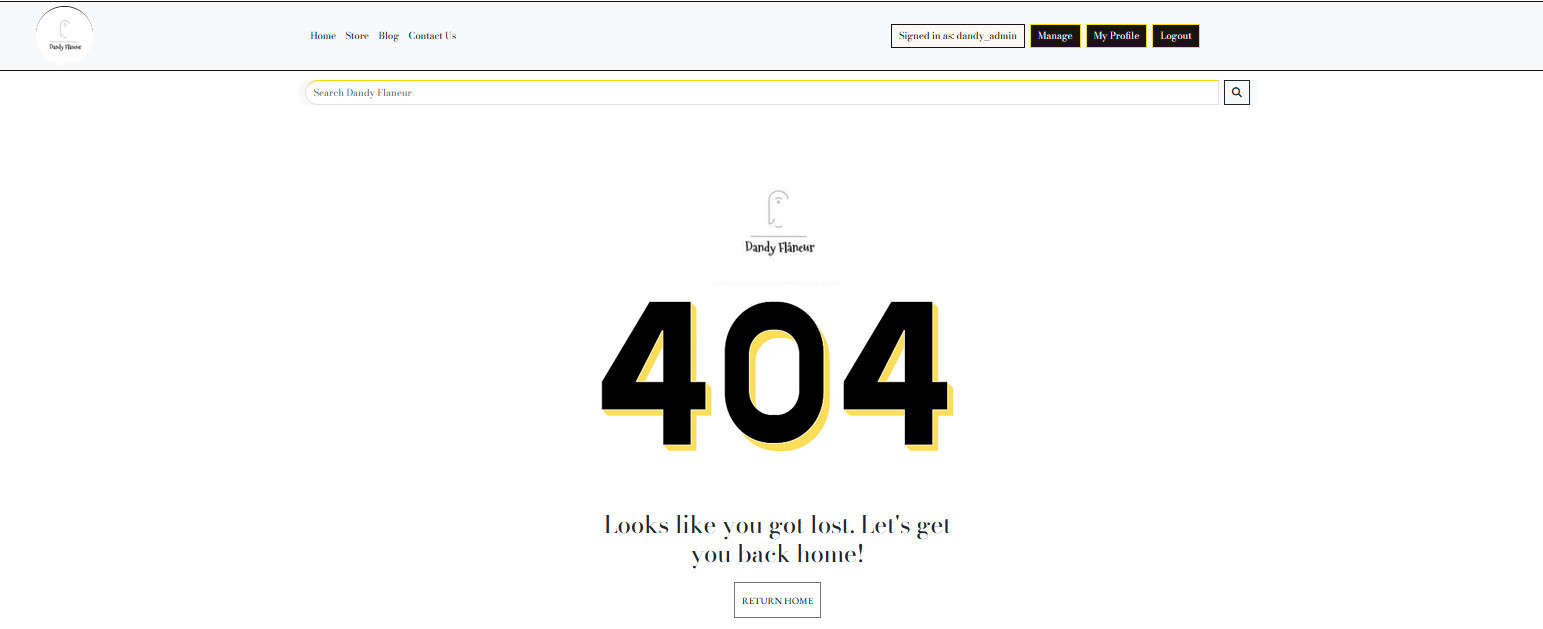 Dandy Flâneur
Home Store Blog Contact Us
Signed in as: dandy_admin Manage My Profile Logout
Search Dandy Flaneur
Dandy Flâneur
404
Looks like you got lost. Let's get
you back home!
RETURN HOME